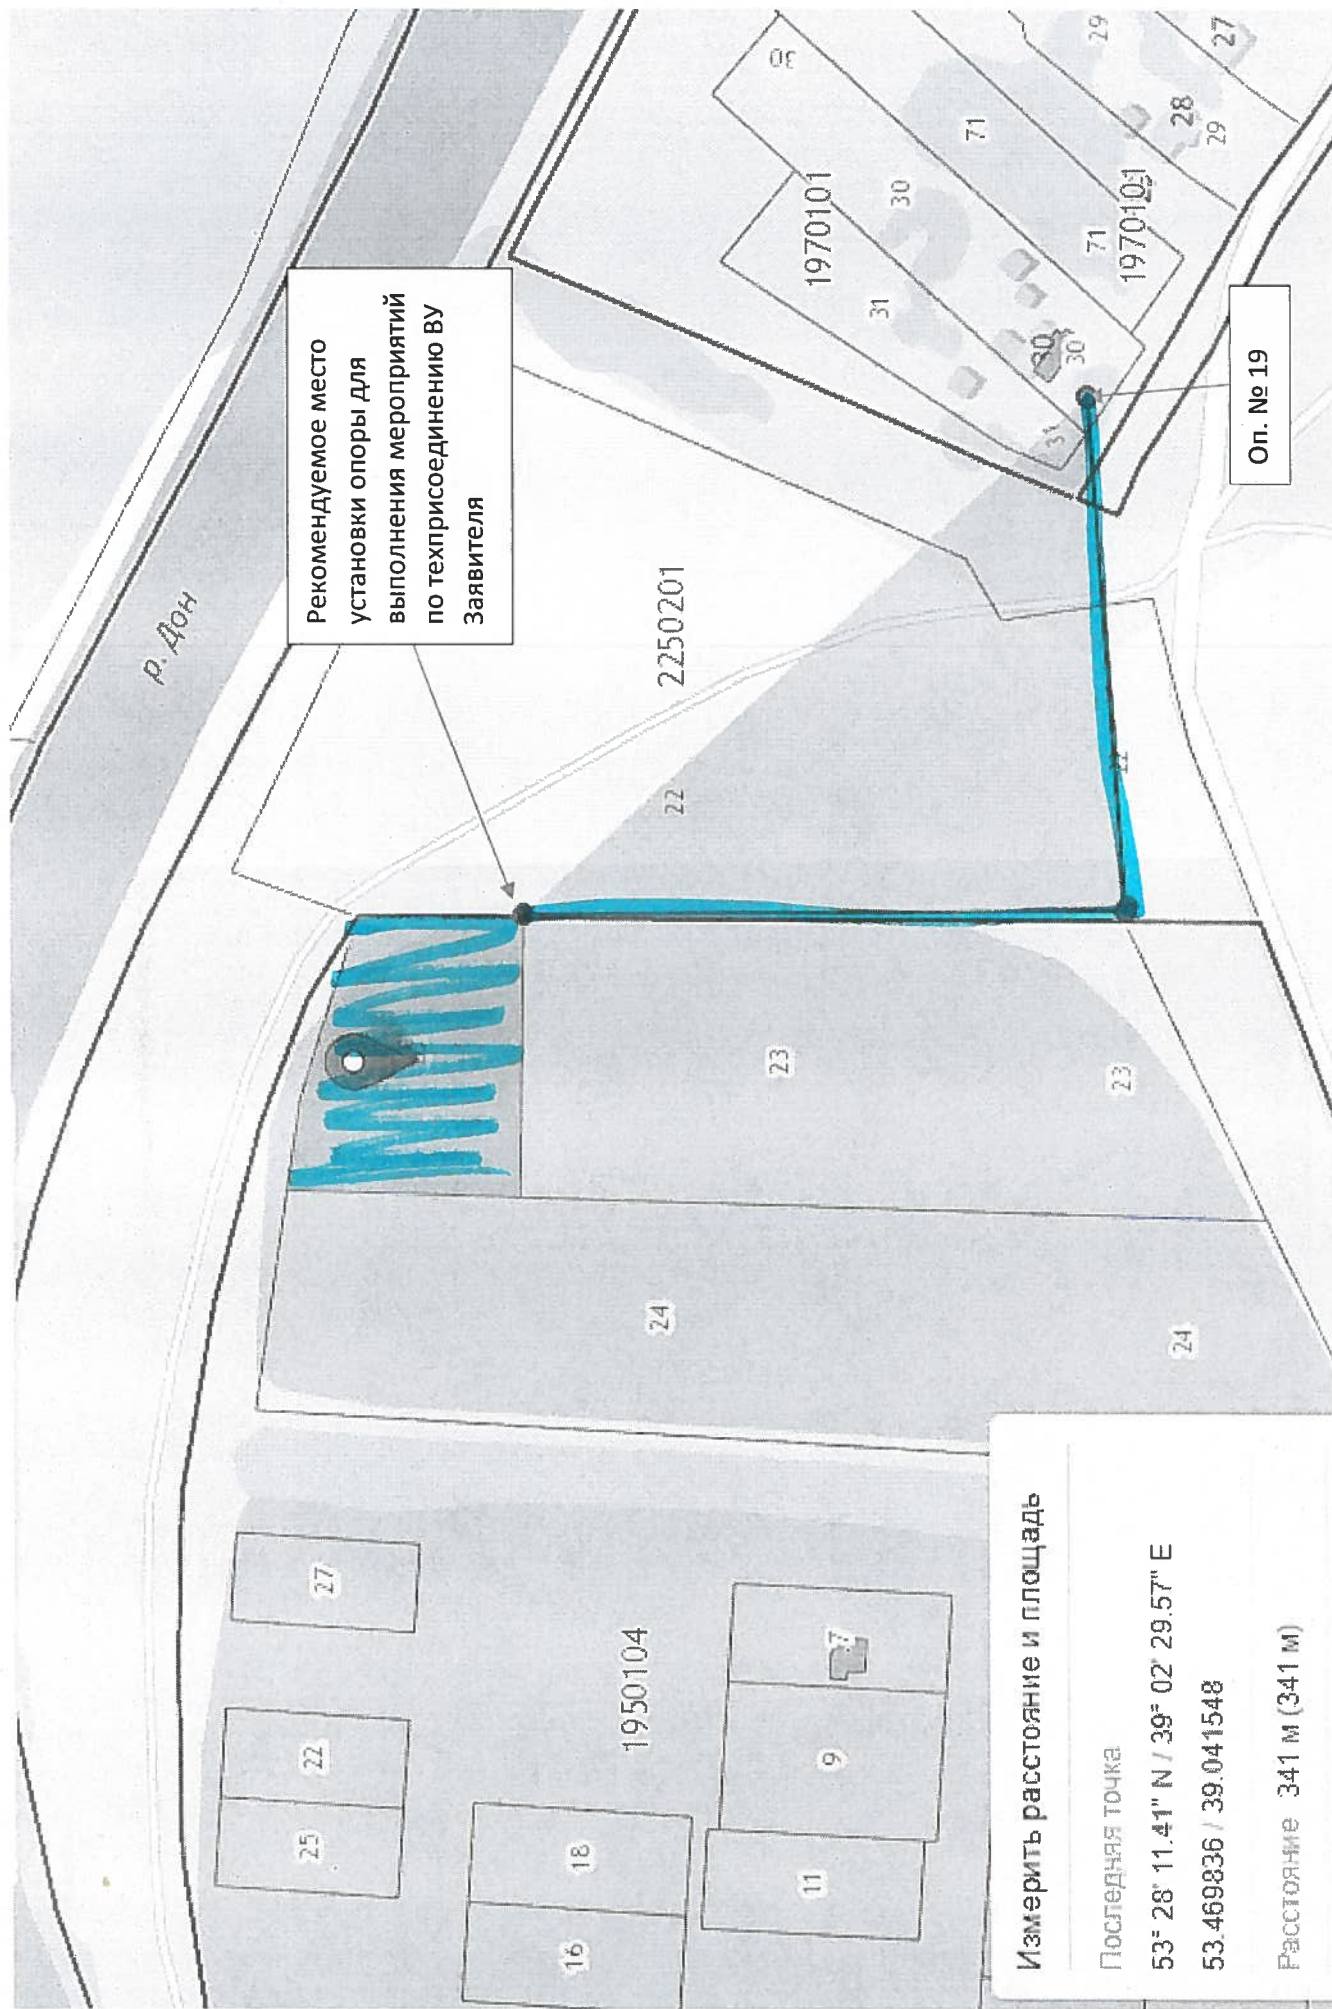 р. Дон
Рекомендуемое место
установки опоры для
выполнения мероприятий
по техприсоединению ВУ
Заявителя
2250201
22
22
1970101
1970101
30
30
30
30
31
31
71
71
29
29
28
27
Оп. № 19
23
23
24
24
27
22
25
1950104
18
16
7
9
11
Измерить расстояние и площадь
Последняя точка
53° 28' 11.41" N / 39° 02' 29.57" E
53.469836 / 39.041548
Расстояние 341 м (341 м)